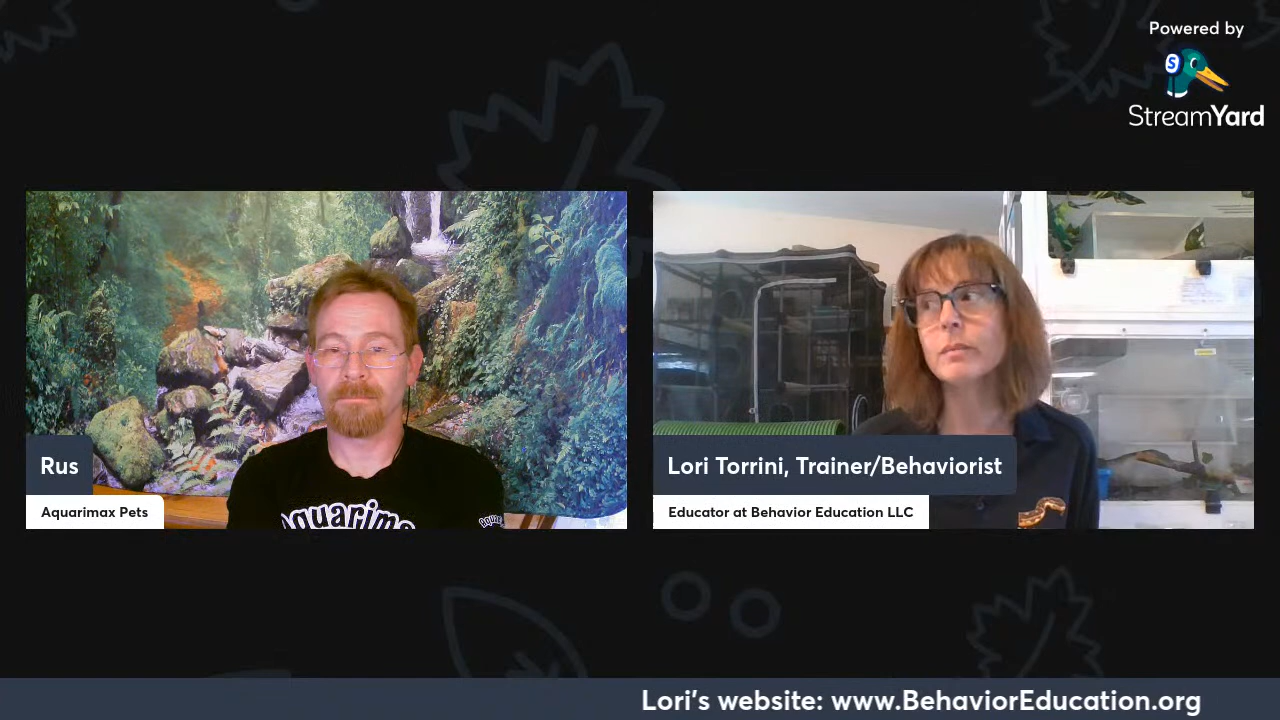 Powered by
S
StreamYard
Rus
Aquarimax Pets
Lori Torrini, Trainer/Behaviorist
Educator at Behavior Education LLC
Lori's website: www.BehaviorEducation.org